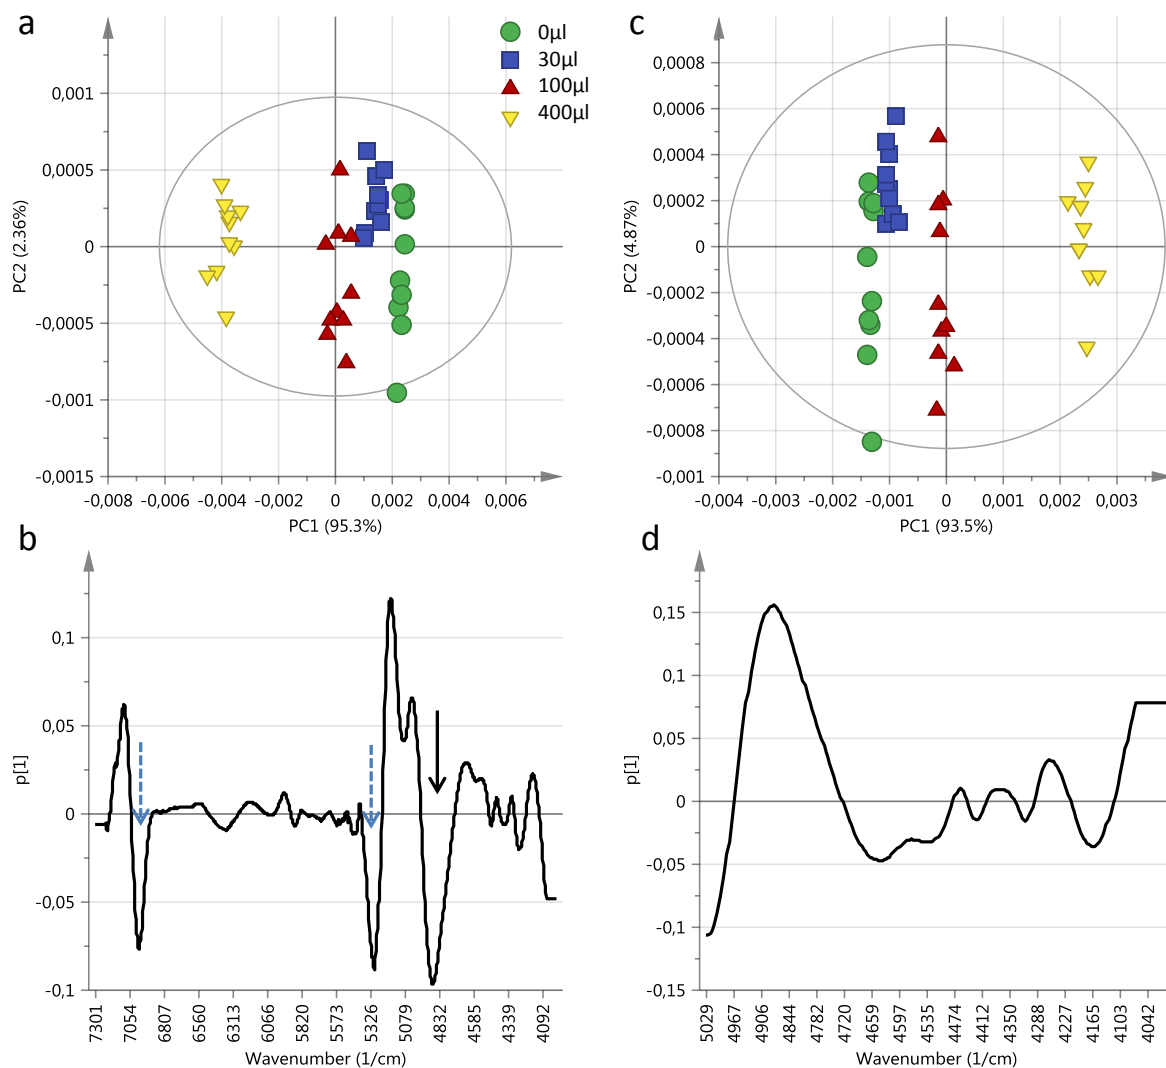 a
0µl
30µl
100µl
400µl
0,001
0,0005
0
-0,0005
-0,001
-0,0015
PC2 (2.36%)
-0,008 -0,006 -0,004 -0,002 0 0,002 0,004 0,006
PC1 (95.3%)
c
0,0008
0,0006
0,0004
0,0002
0
-0,0002
-0,0004
-0,0006
-0,0008
-0,001
PC2 (4.87%)
-0,004 -0,003 -0,002 -0,001 0 0,001 0,002 0,003
PC1 (93.5%)
b
0,1
0,05
0
-0,05
-0,1
p[1]
7301 7054 6807 6560 6313 6066 5820 5573 5326 5079 4832 4585 4339 4092
Wavenumber (1/cm)
d
0,15
0,1
0,05
0
-0,05
-0,1
-0,15
p[1]
5029 4967 4906 4844 4782 4720 4659 4597 4535 4474 4412 4350 4288 4227 4165 4103 4042
Wavenumber (1/cm)